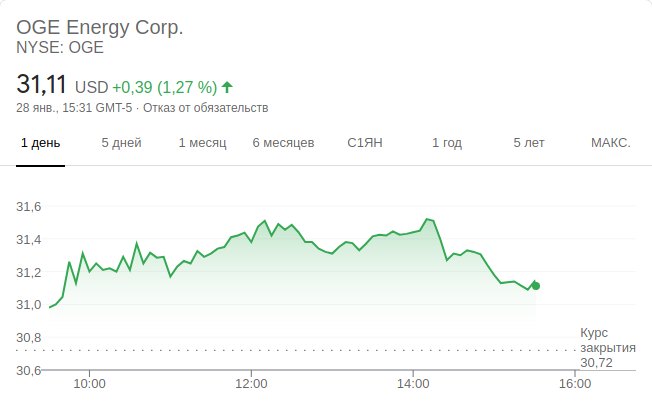 OGE Energy Corp.
NYSE: OGE
31,11 USD +0,39 (1,27 %)
28 янв., 15:31 GMT-5 · Отказ от обязательств
1 день 5 дней 1 месяц 6 месяцев С1ЯН 1 год 5 лет МАКС.
31,6
31,4
31,2
31,0
30,8
Курс
закрытия
30,72
30,6
10:00 12:00 14:00 16:00